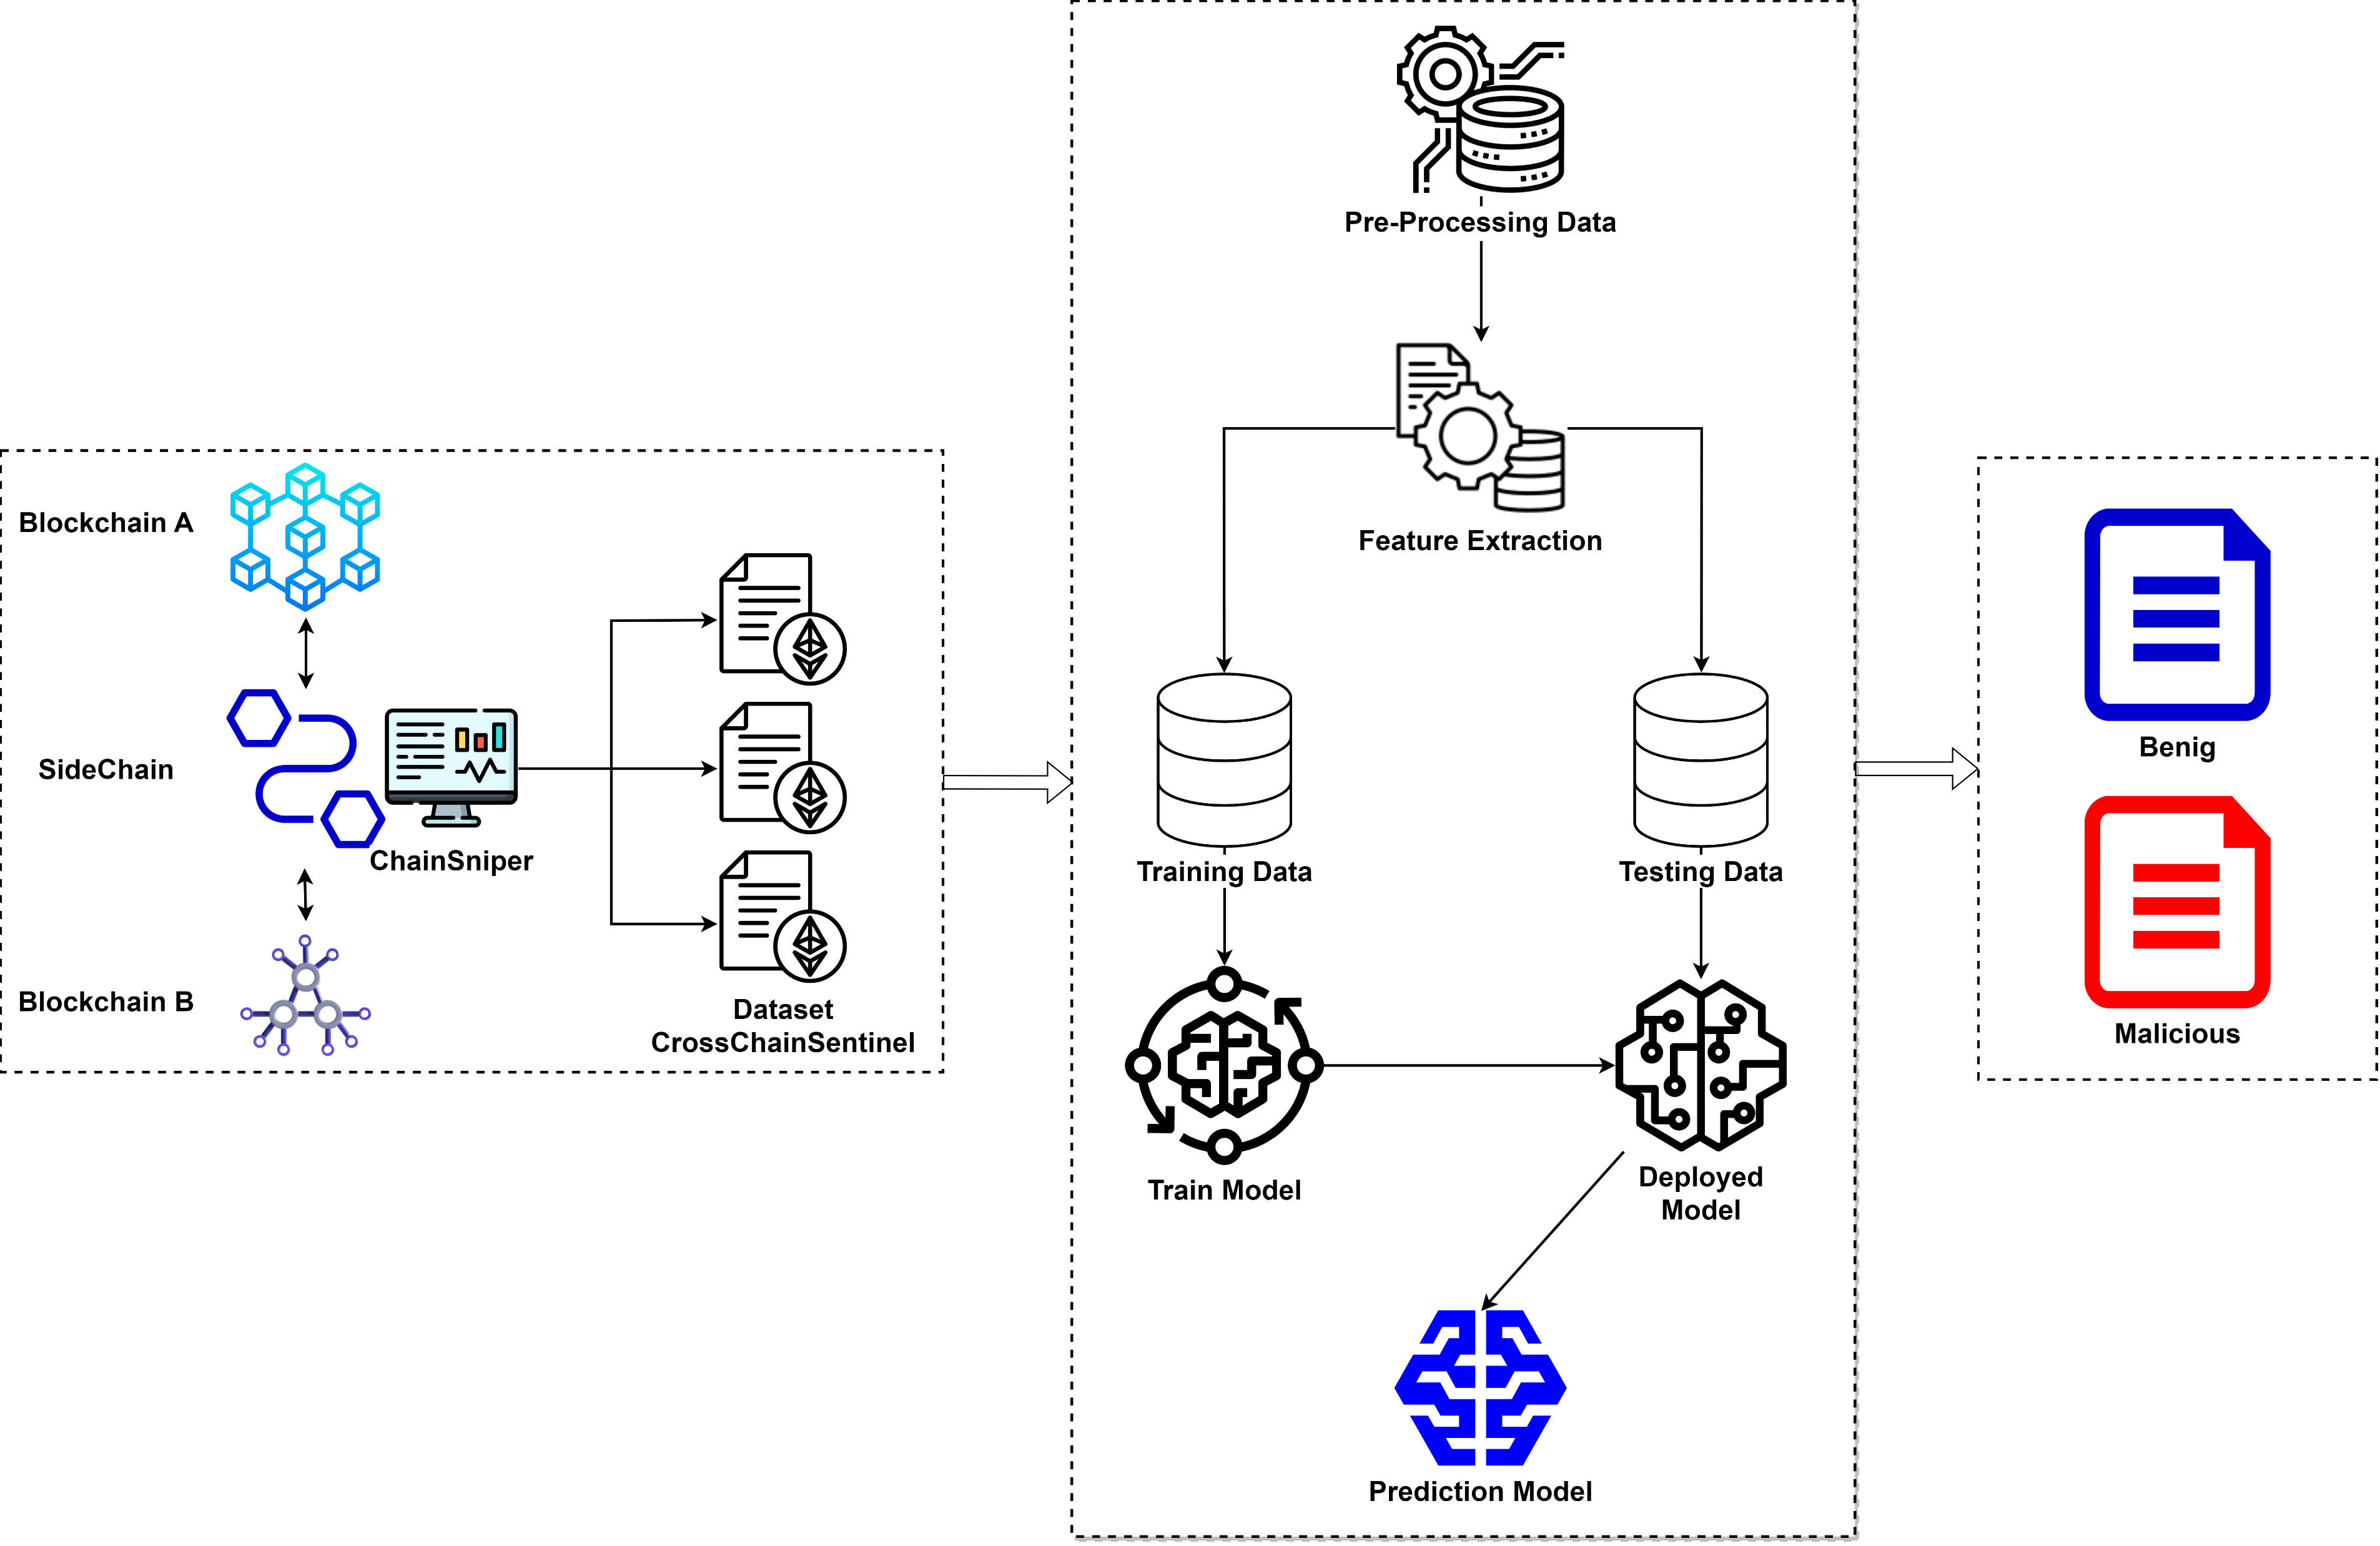 Blockchain A
SideChain
ChainSniper
Blockchain B
Dataset
CrossChainSentinel
Pre-Processing Data
Feature Extraction
Training Data
Testing Data
Train Model
Deployed
Model
Prediction Model
Benig
Malicious